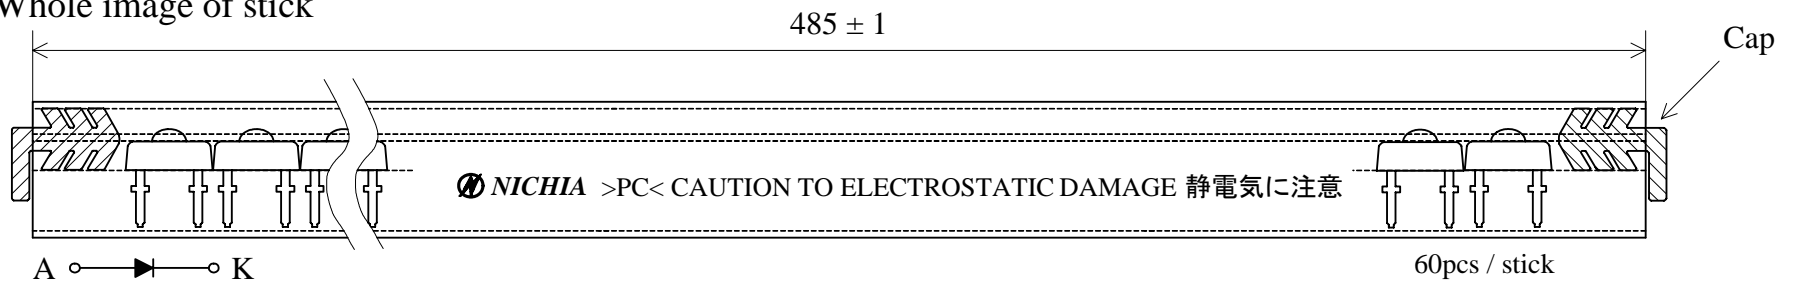 Whole image of stick
485 ± 1
Cap
NICHIA >PC< CAUTION TO ELECTROSTATIC DAMAGE 静電気に注意
A K
60pcs / stick